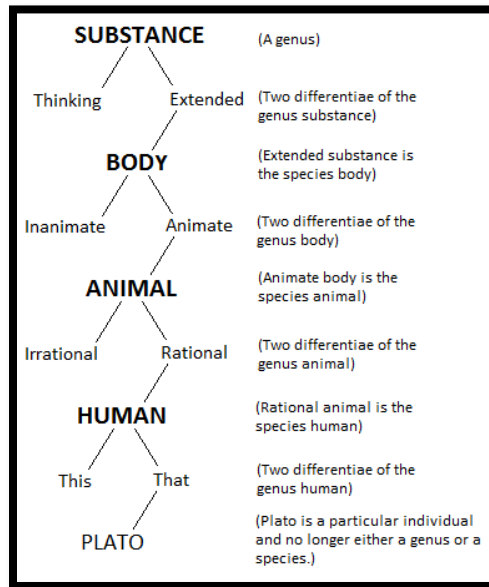 SUBSTANCE (A genus)
Thinking Extended (Two differentiae of the
genus substance)
BODY (Extended substance is
the species body)
Inanimate Animate (Two differentiae of the
genus body)
ANIMAL (Animate body is the
species animal)
Irrational Rational (Two differentiae of the
genus animal)
HUMAN (Rational animal is the
species human)
This That (Two differentiae of the
genus human)
PLATO (Plato is a particular individual
and no longer either a genus or a
species.)